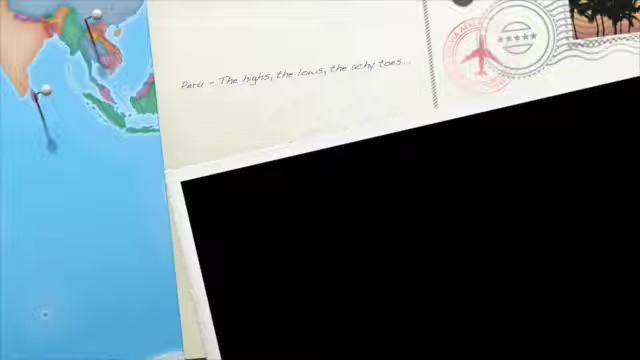 Peru - The highs, the lows, the achy toes...